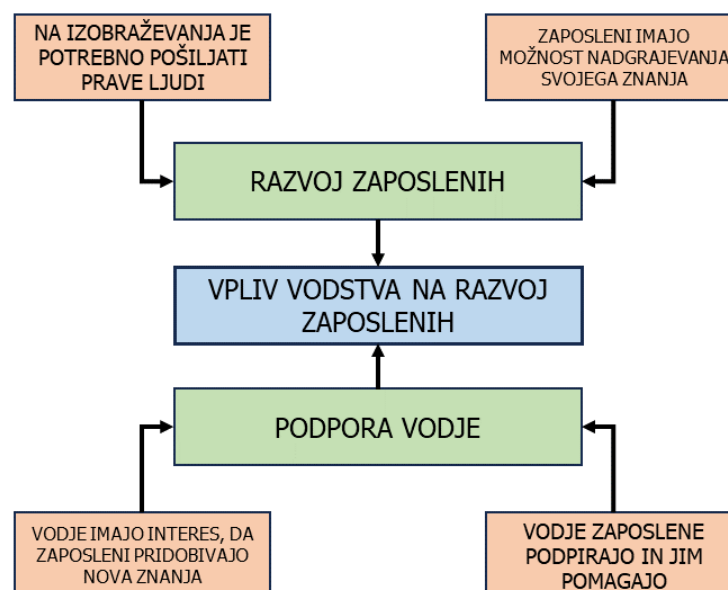 NA IZOBRAŽEVANJA JE
POTREBNO POŠILJATI
PRAVE LJUDI
ZAPOSLENI IMAJO
MOŽNOST NADGRAJEVANJA
SVOJEGA ZNANJA
RAZVOJ ZAPOSLENIH
VPLIV VODSTVA NA RAZVOJ
ZAPOSLENIH
PODPORA VODJE
VODJE IMAJO INTERES, DA
ZAPOSLENI PRIDOBIVAJO
NOVA ZNANJA
VODJE ZAPOSLENE
PODPIRAJO IN JIM
POMAGAJO